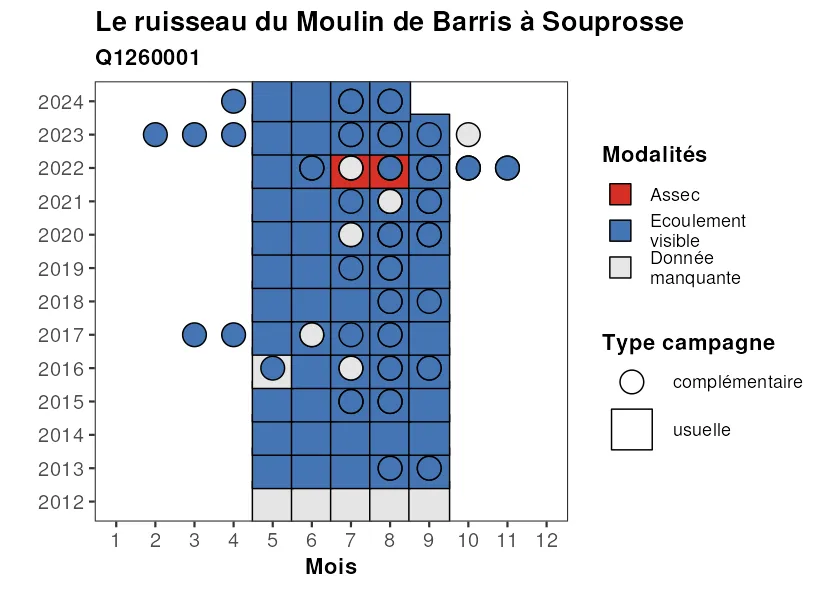 Le ruisseau du Moulin de Barris à Souprosse
Q1260001
2024
2023
2022
2021
2020
2019
2018
2017
2016
2015
2014
2013
2012
1 2 3 4 5 6 7 8 9 10 11 12
Mois
Modalités
Assec
Ecoulement
visible
Donnée
manquante
Type campagne
complémentaire
usuelle